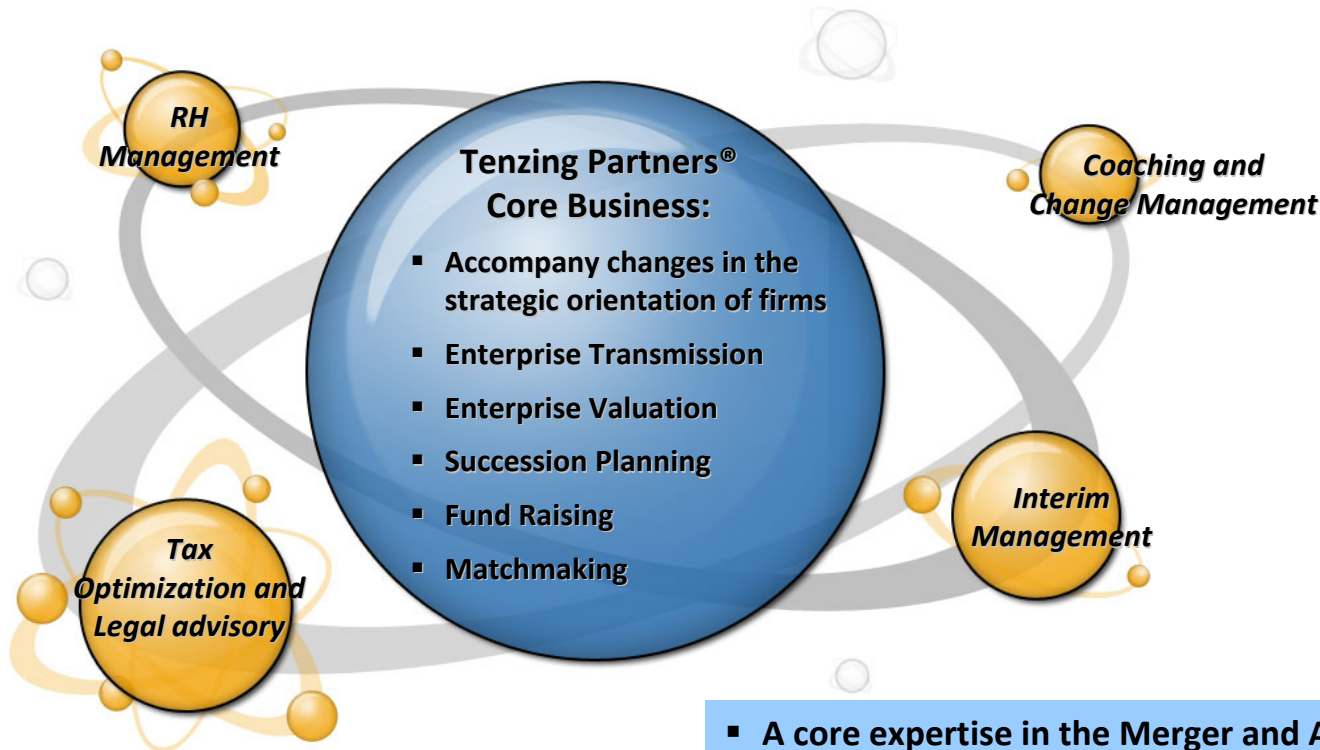 RH
Management
Tenzing Partners®
Core Business:
▪ Accompany changes in the
strategic orientation of firms
▪ Enterprise Transmission
▪ Enterprise Valuation
▪ Succession Planning
▪ Fund Raising
▪ Matchmaking
Coaching and
Change Management
Tax
Optimization and
Legal advisory
Interim
Management
▪ A core expertise in the Merger and A